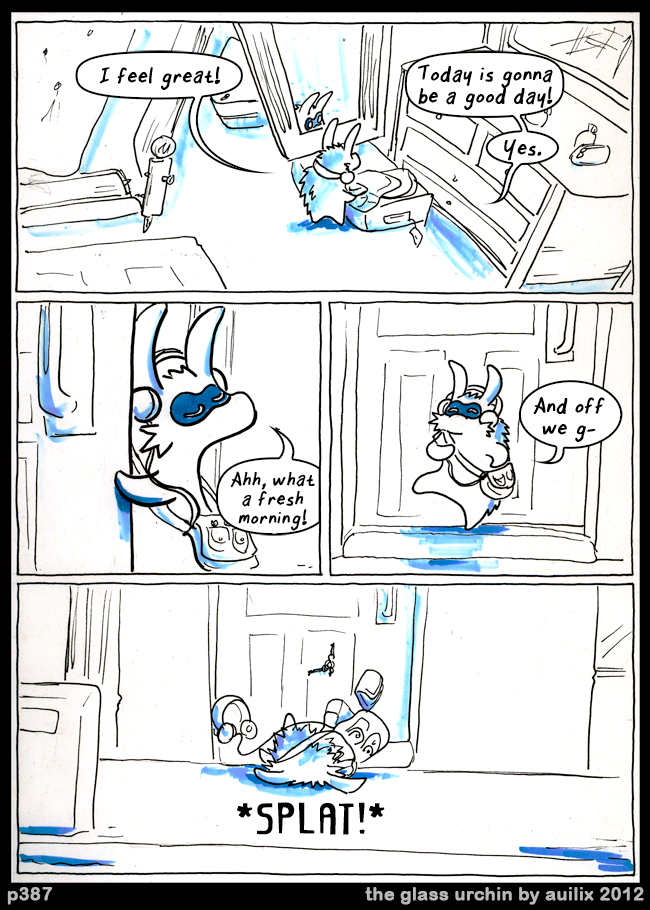 I feel great!
Today is gonna
be a good day!
Yes.
Ahh, what
a fresh
morning!
And off
we g-
*SPLAT!*
p387
the glass urchin by auilix 2012